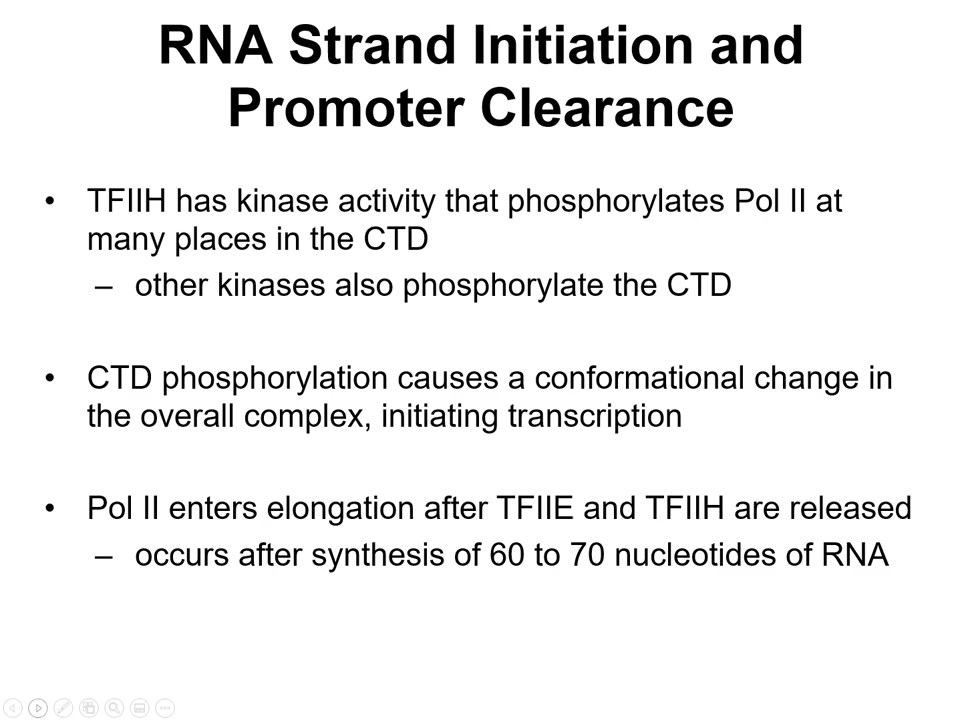 RNA Strand Initiation and
Promoter Clearance
• TFIIH has kinase activity that phosphorylates Pol II at
many places in the CTD
– other kinases also phosphorylate the CTD
• CTD phosphorylation causes a conformational change in
the overall complex, initiating transcription
• Pol II enters elongation after TFIIE and TFIIH are released
– occurs after synthesis of 60 to 70 nucleotides of RNA